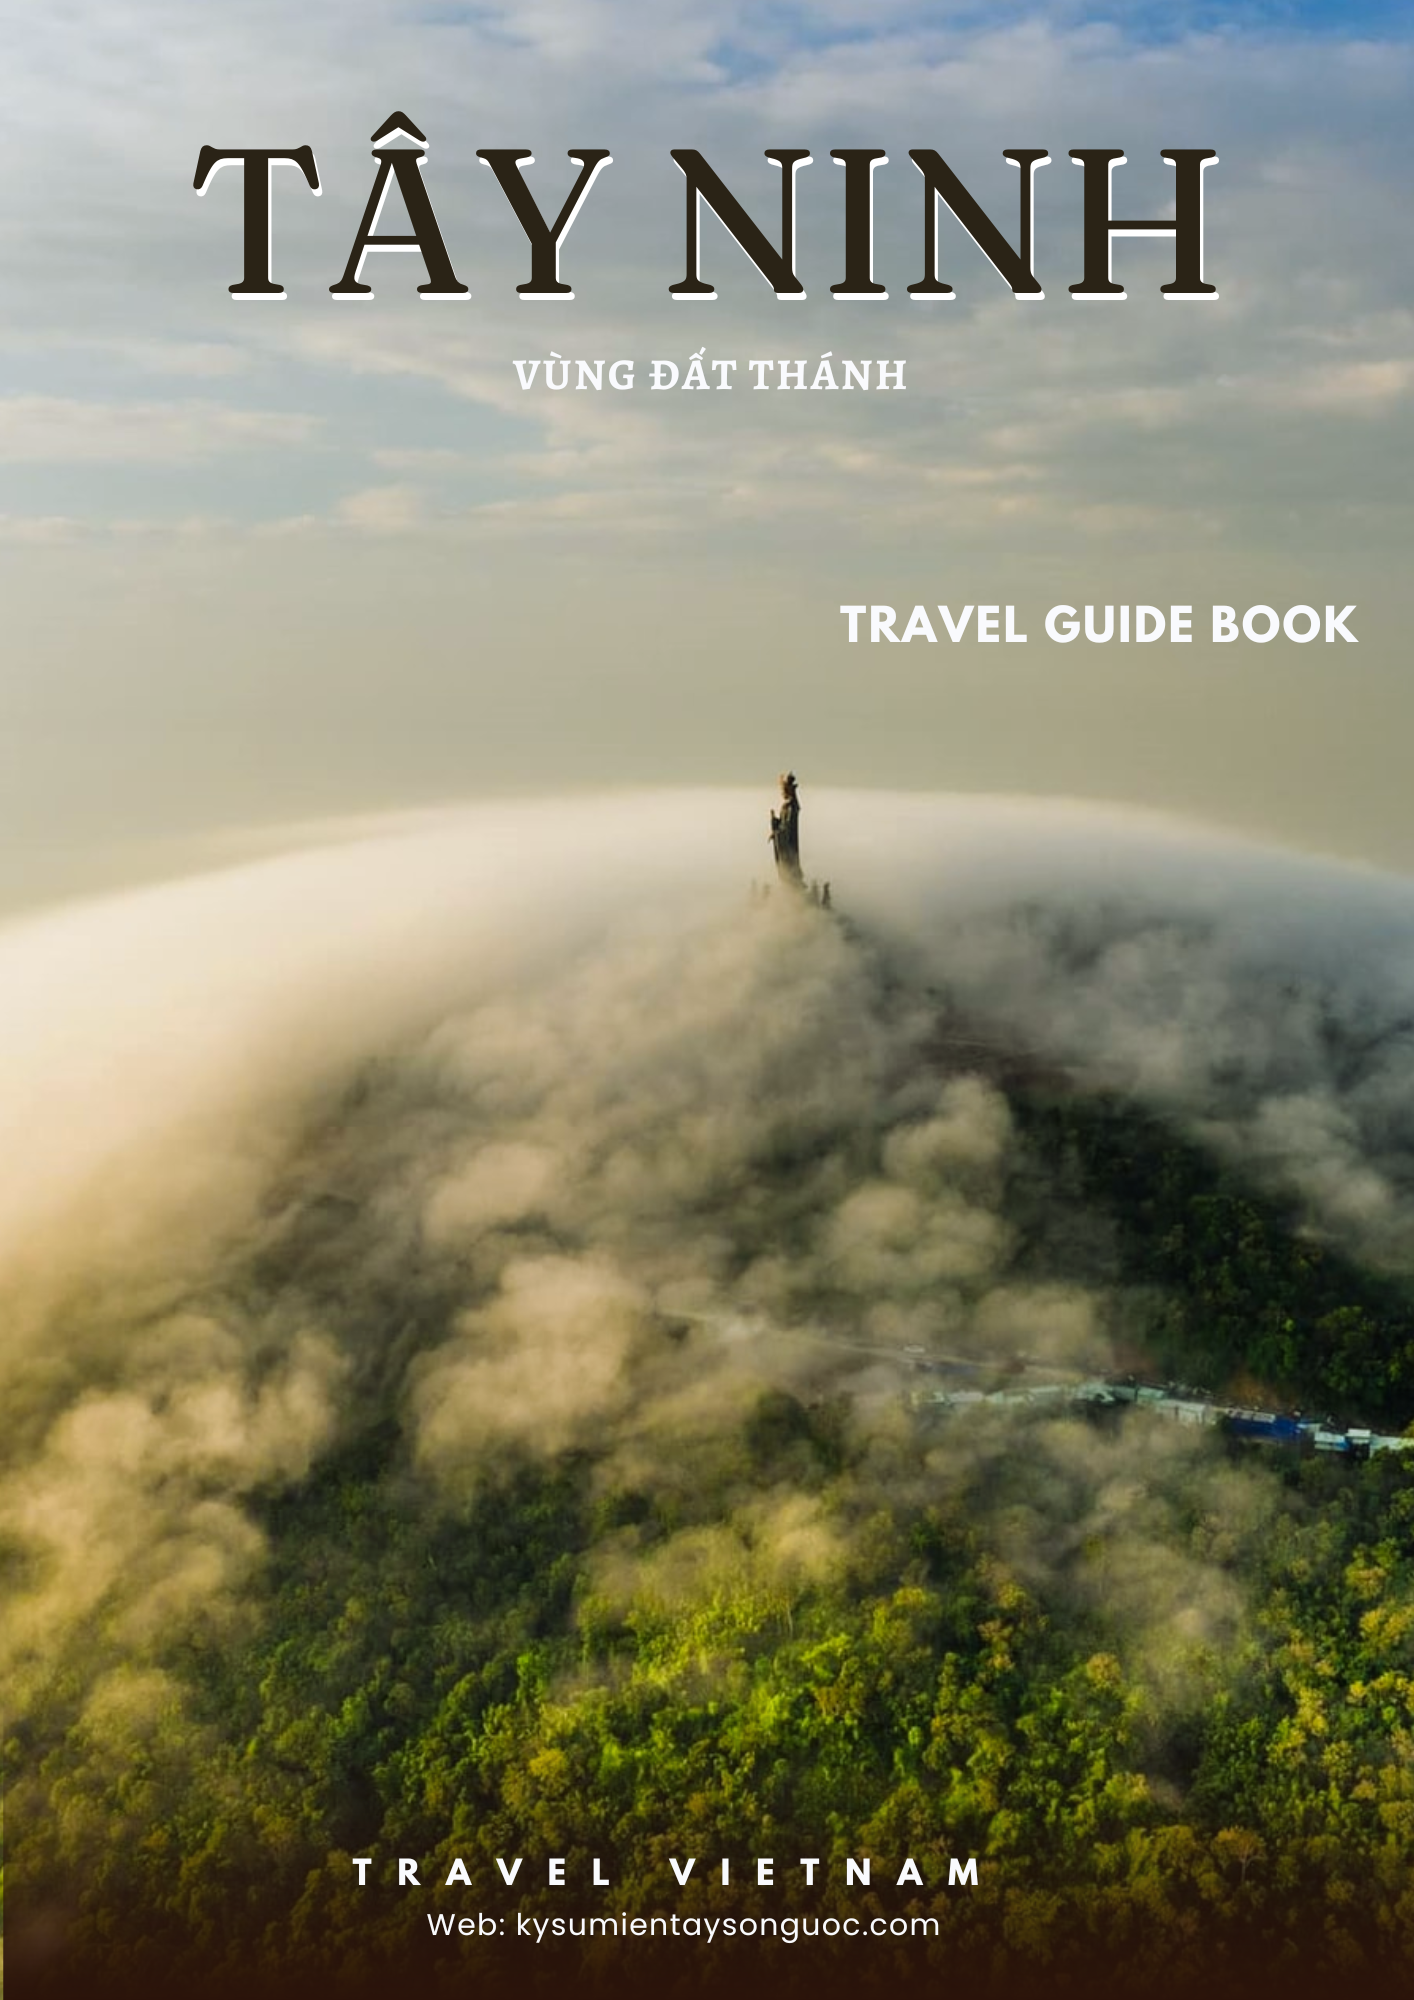 TÂY NINH
VÙNG ĐẤT THÁNH
TRAVEL GUIDE BOOK
TRAVEL VIETNAM
Web: kysumientaysonguoc.com